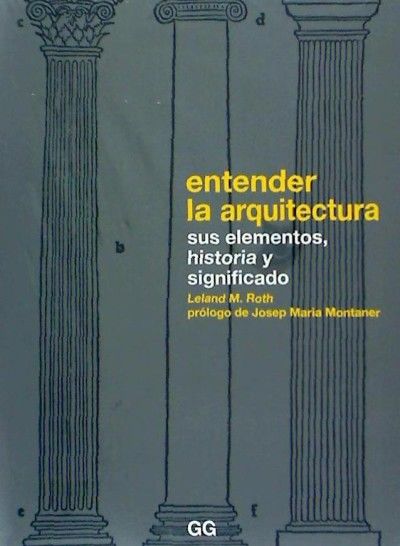 c
d
b
entender
la arquitectura
sus elementos,
historia y
significado
Leland M. Roth
prólogo de Josep Maria Montaner
e
f
GG